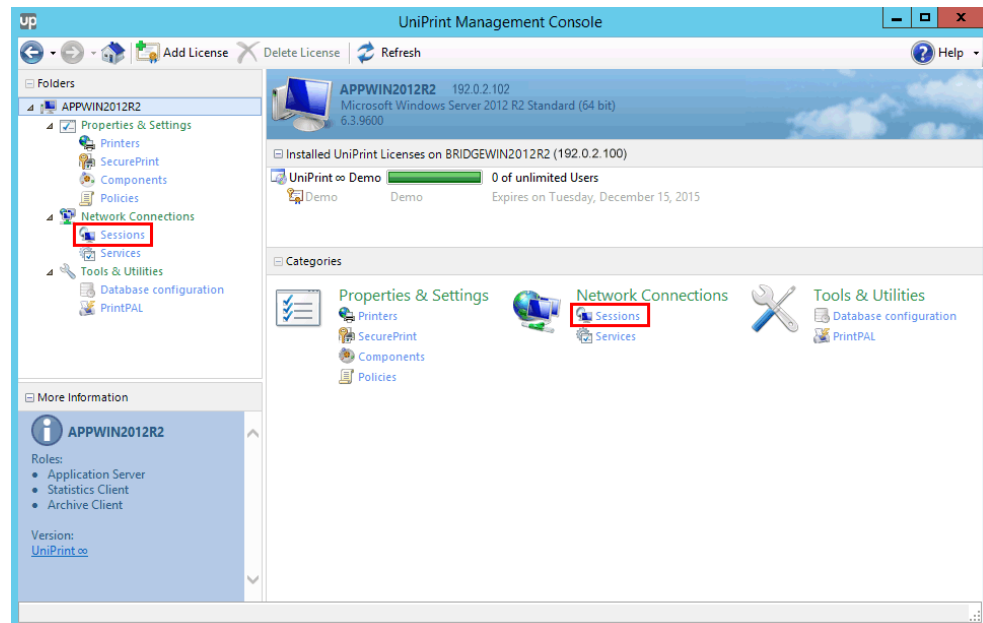 up UniPrint Management Console
Add License Delete License Refresh Help
Folders
APPWIN2012R2
Properties & Settings
Printers
SecurePrint
Components
Policies
Network Connections
Sessions
Services
Tools & Utilities
Database configuration
PrintPAL
More Information
APPWIN2012R2
Roles:
• Application Server
• Statistics Client
• Archive Client
Version:
UniPrint ∞
APPWIN2012R2 192.0.2.102
Microsoft Windows Server 2012 R2 Standard (64 bit)
6.3.9600
Installed UniPrint Licenses on BRIDGEWIN2012R2 (192.0.2.100)
UniPrint ∞ Demo 0 of unlimited Users
Demo Demo Expires on Tuesday, December 15, 2015
Categories
Properties & Settings
Printers
SecurePrint
Components
Policies
Network Connections
Sessions
Services
Tools & Utilities
Database configuration
PrintPAL